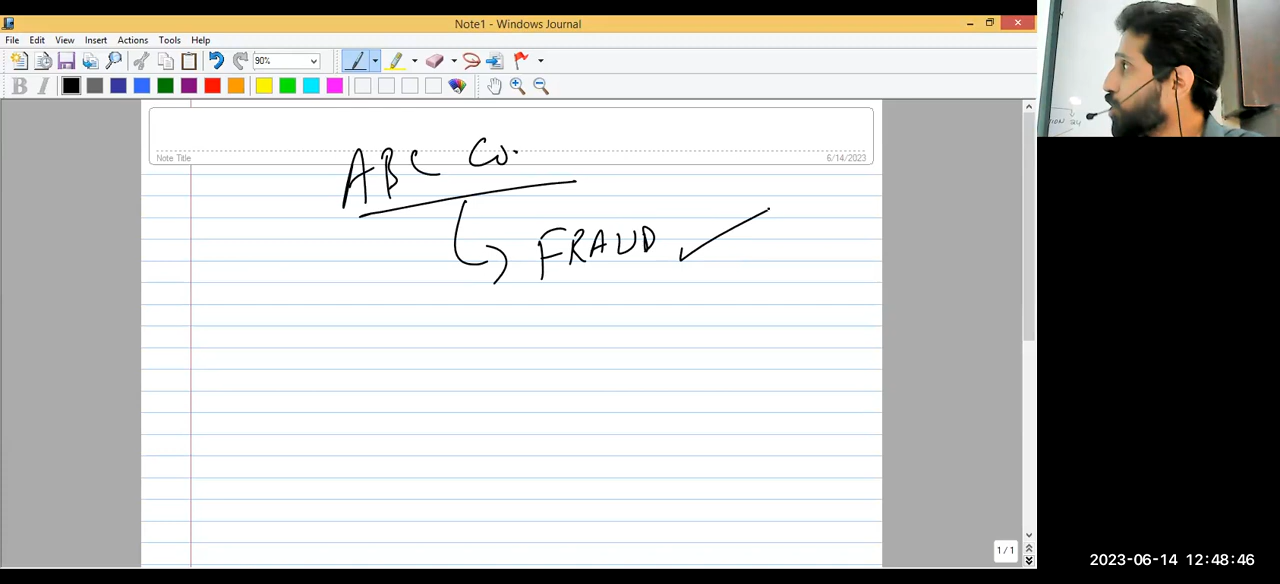 Note1 - Windows Journal
File Edit View Insert Actions Tools Help
90%
B I
ABC Co.
Note Title
6/14/2023
FRAUD
1/1
2023-06-14 12:48:46